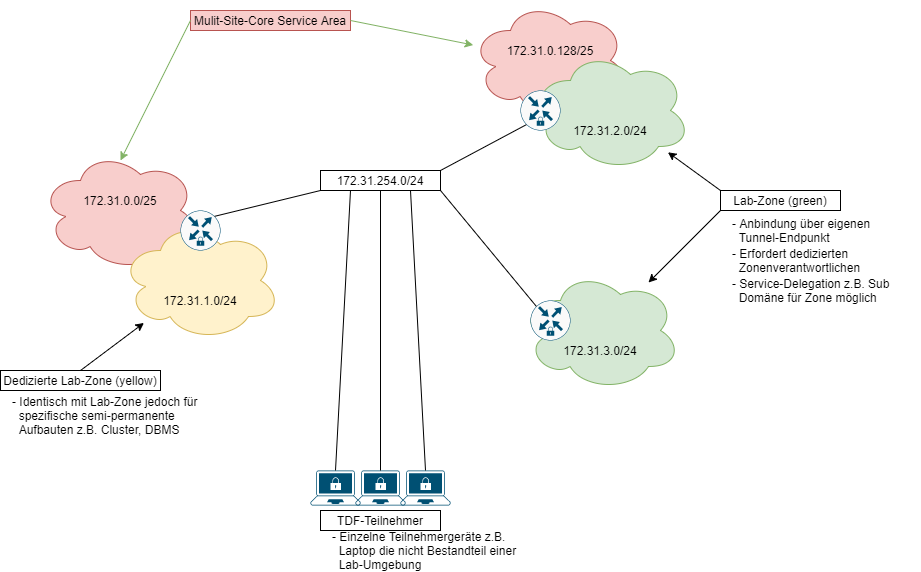 Mulit-Site-Core Service Area
172.31.0.128/25
172.31.2.0/24
172.31.254.0/24
172.31.0.0/25
172.31.1.0/24
Lab-Zone (green)
- Anbindung über eigenen
Tunnel-Endpunkt
- Erfordert dedizierten
Zonenverantwortlichen
- Service-Delegation z.B. Sub
Domäne für Zone möglich
172.31.3.0/24
Dedizierte Lab-Zone (yellow)
- Identisch mit Lab-Zone jedoch für
spezifische semi-permanente
Aufbauten z.B. Cluster, DBMS
TDF-Teilnehmer
- Einzelne Teilnehmergeräte z.B.
Laptop die nicht Bestandteil einer
Lab-Umgebung